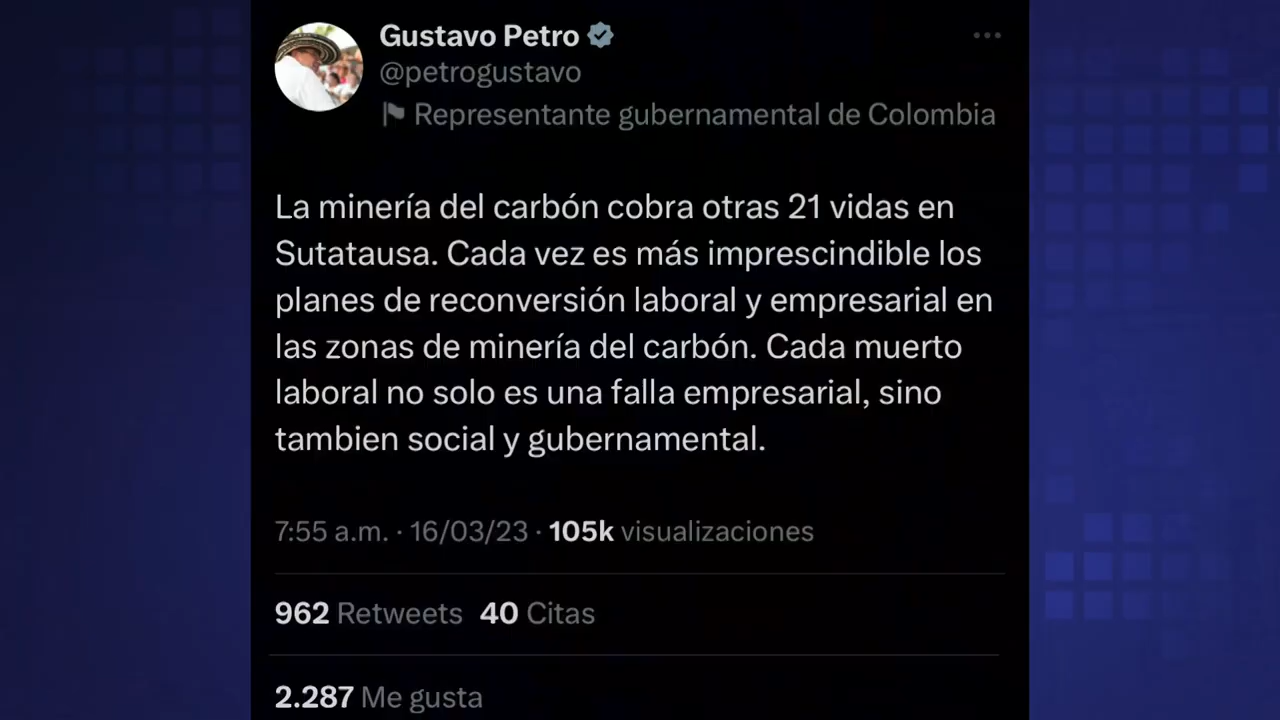 Gustavo Petro
@petrogustavo
Representante gubernamental de Colombia
La minería del carbón cobra otras 21 vidas en
Sutatausa. Cada vez es más imprescindible los
planes de reconversión laboral y empresarial en
las zonas de minería del carbón. Cada muerto
laboral no solo es una falla empresarial, sino
tambien social y gubernamental.
7:55 a.m. · 16/03/23 · 105k visualizaciones
962 Retweets 40 Citas
2.287 Me gusta